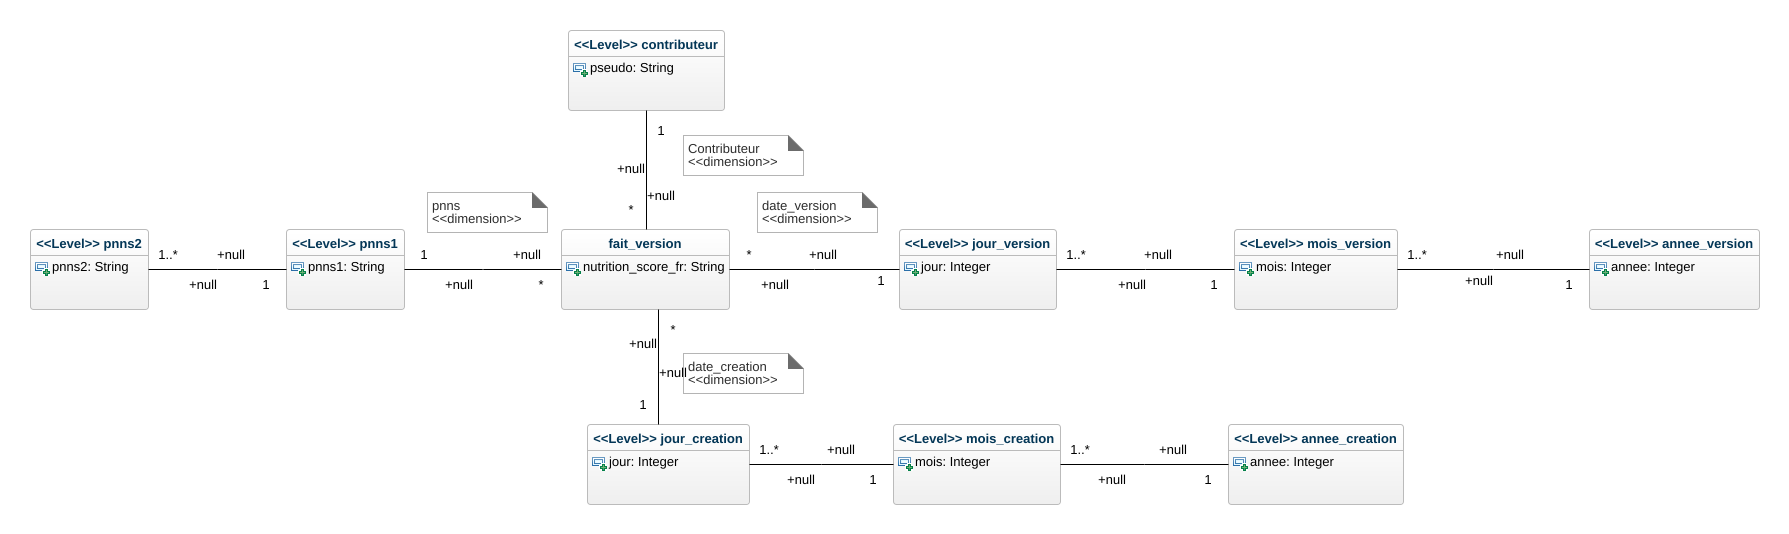 <<Level>> contributeur
pseudo: String
1
Contributeur
<<dimension>>
+null
+null
*
pnns
<<dimension>>
date_version
<<dimension>>
<<Level>> pnns2
pnns2: String
1..* +null
+null 1
<<Level>> pnns1
pnns1: String
1 +null
+null *
fait_version
nutrition_score_fr: String
* +null
+null 1
<<Level>> jour_version
jour: Integer
1..* +null
+null 1
<<Level>> mois_version
mois: Integer
1..* +null
+null 1
<<Level>> annee_version
annee: Integer
*
+null
date_creation
<<dimension>>
+null
1
<<Level>> jour_creation
jour: Integer
1..* +null
+null 1
<<Level>> mois_creation
mois: Integer
1..* +null
+null 1
<<Level>> annee_creation
annee: Integer